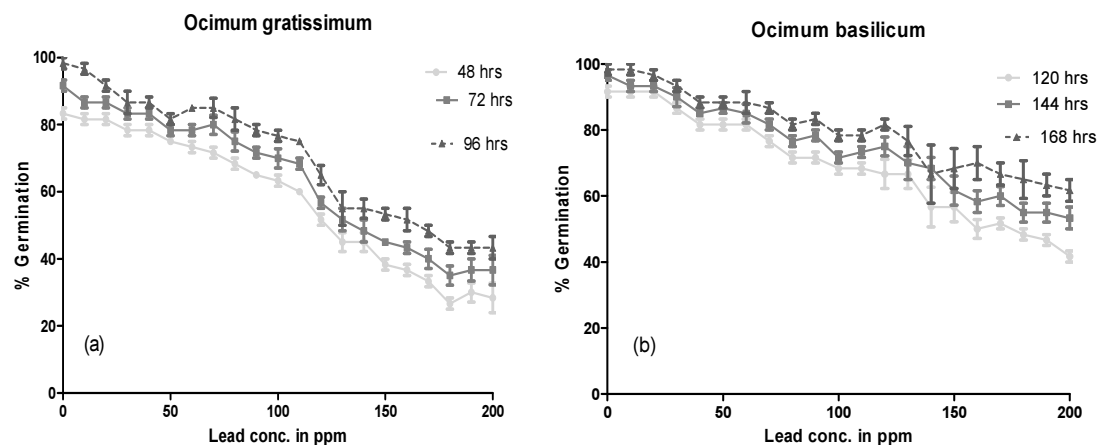 Ocimum gratissimum
% Germination
100
80
60
40
20
0
48 hrs
72 hrs
96 hrs
(a)
0
50
100
150
200
Lead conc. in ppm
Ocimum basilicum
% Germination
100
80
60
40
20
0
120 hrs
144 hrs
168 hrs
(b)
0
50
100
150
200
Lead conc. in ppm